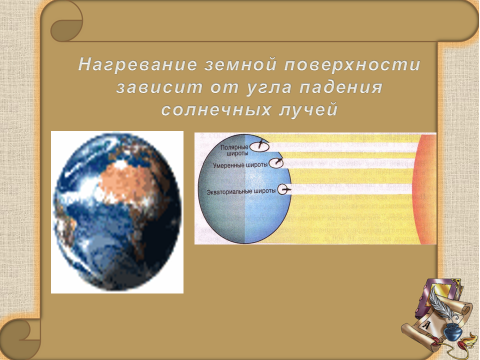 Нагревание земной поверхности
зависит от угла падения
солнечных лучей
Полярные
широты
Умеренные широты
Экваториальные широты
А